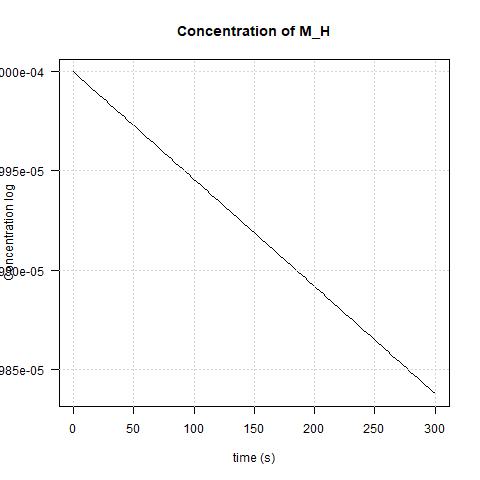 Concentration of M_H
000e-04
995e-05
980e-05
985e-05
Concentration log
0
50
100
150
200
250
300
time (s)